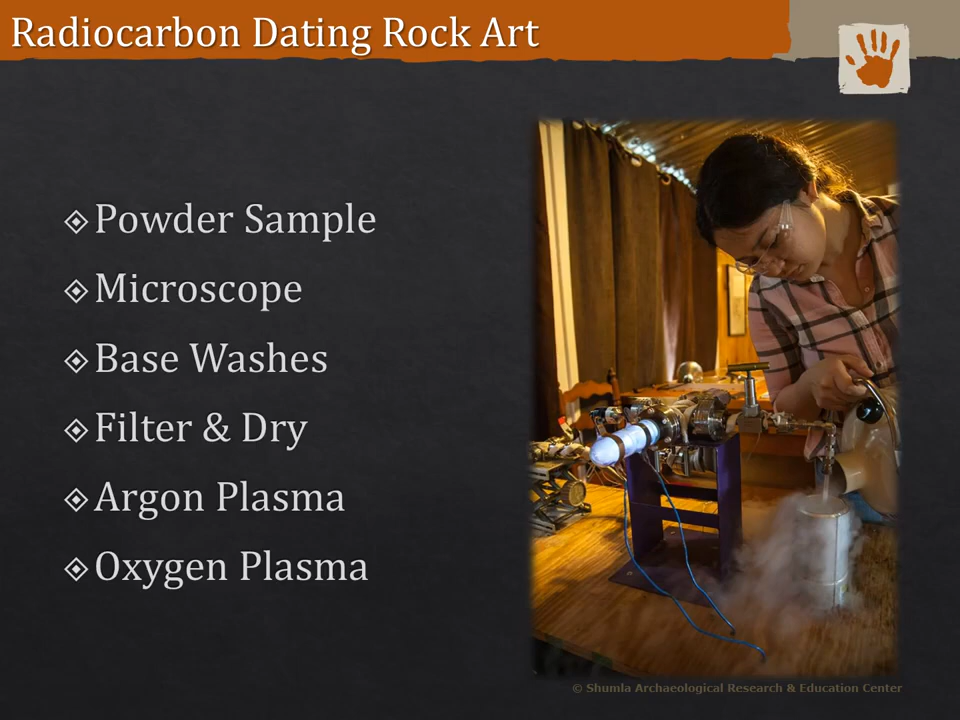 Radiocarbon Dating Rock Art
Powder Sample
Microscope
Base Washes
Filter & Dry
Argon Plasma
Oxygen Plasma
© Shumla Archaeological Research & Education Center